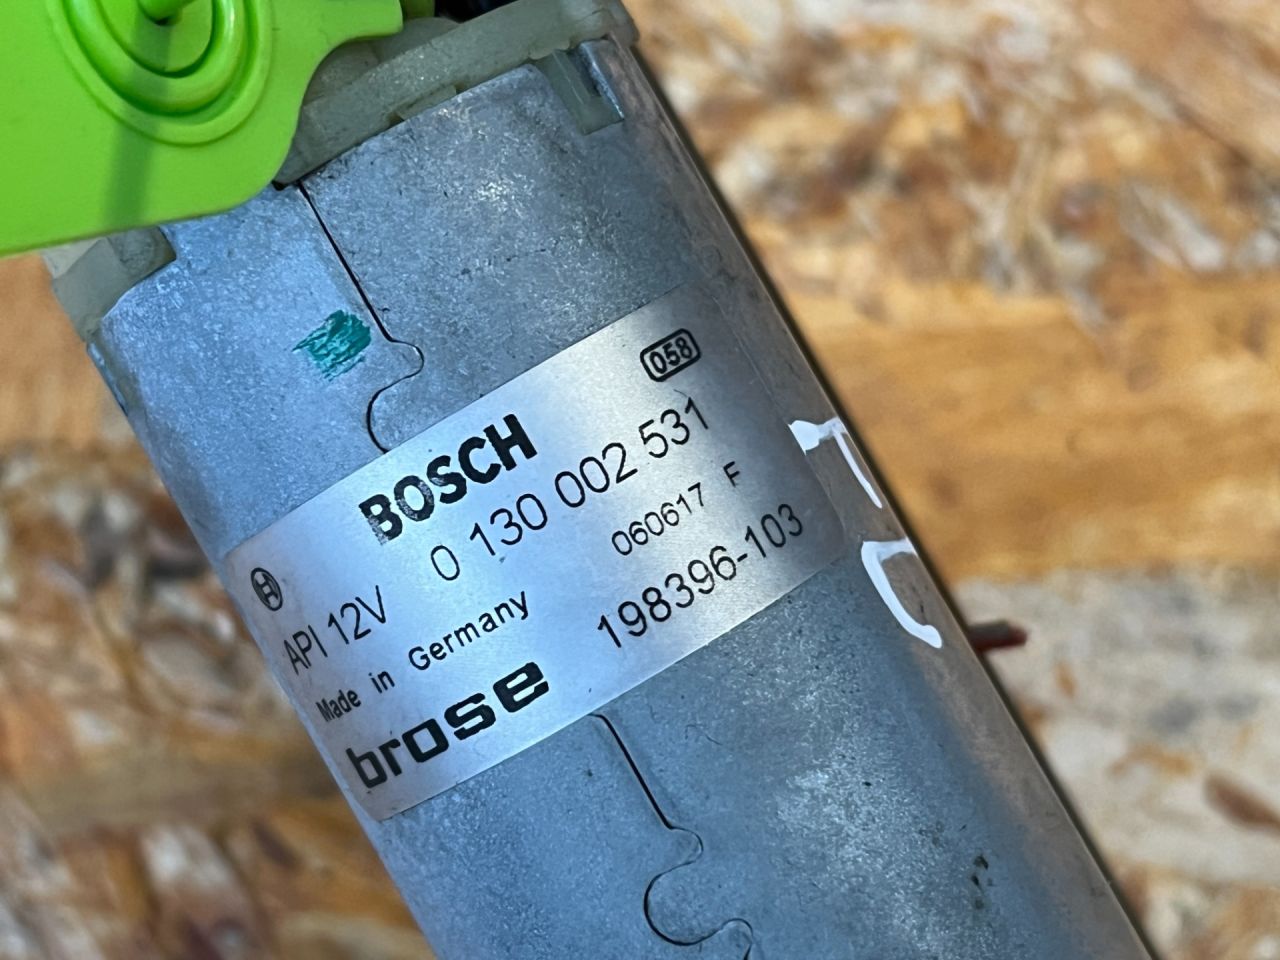 058
BOSCH
API 12V 0 130 002 531
Made in Germany 060617 F
brose 198396-103